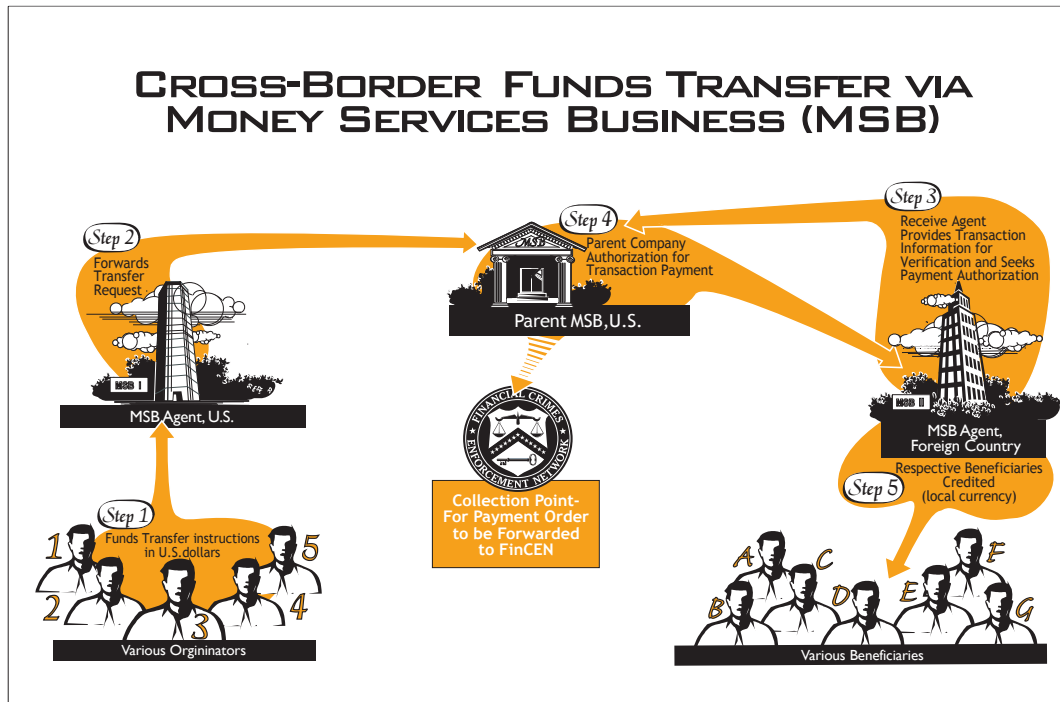 CROSS-BORDER FUNDS TRANSFER VIA
MONEY SERVICES BUSINESS (MSB)
Step 2
Forwards
Transfer
Request
MSB I
MSB Agent, U.S.
Step 1
Funds Transfer instructions
in U.S.dollars
1
2
3
4
5
Various Orgininators
MSB
Step 4
Parent Company
Authorization for
Transaction Payment
Parent MSB,U.S.
FINANCIAL CRIMES
ENFORCEMENT NETWORK
Collection Point-
For Payment Order
to be Forwarded
to FinCEN
Step 3
Receive Agent
Provides Transaction
Information for
Verification and Seeks
Payment Authorization
MSB II
MSB Agent,
Foreign Country
Step 5
Respective Beneficiaries
Credited
(local currency)
A
B
C
D
E
F
G
Various Beneficiaries